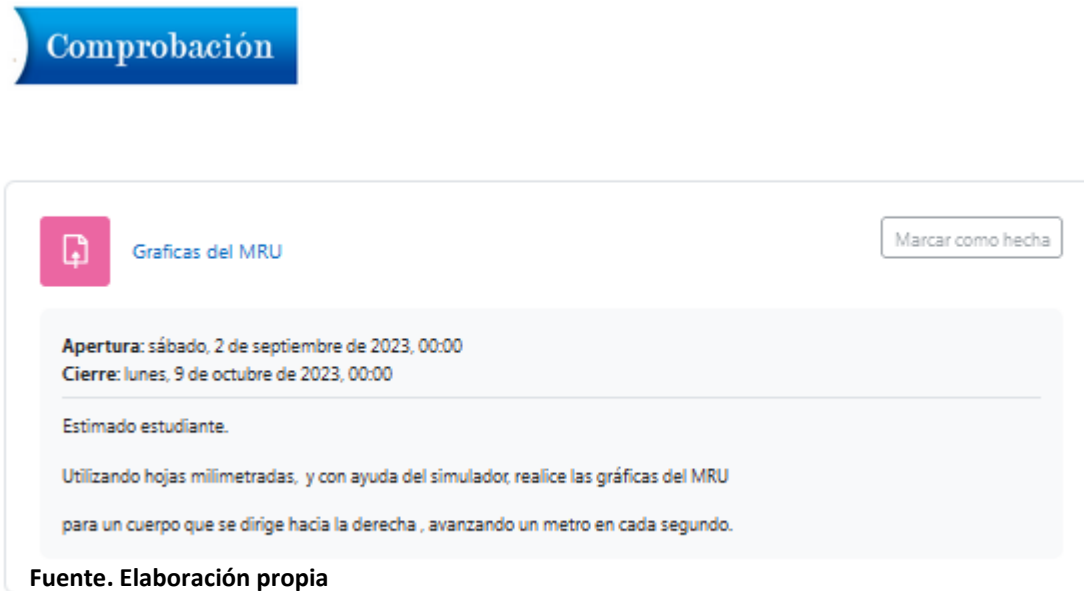 Comprobación
Graficas del MRU
Marcar como hecha
Apertura: sábado, 2 de septiembre de 2023, 00:00
Cierre: lunes, 9 de octubre de 2023, 00:00
Estimado estudiante.
Utilizando hojas milimetradas, y con ayuda del simulador, realice las gráficas del MRU
para un cuerpo que se dirige hacia la derecha , avanzando un metro en cada segundo.
Fuente. Elaboración propia